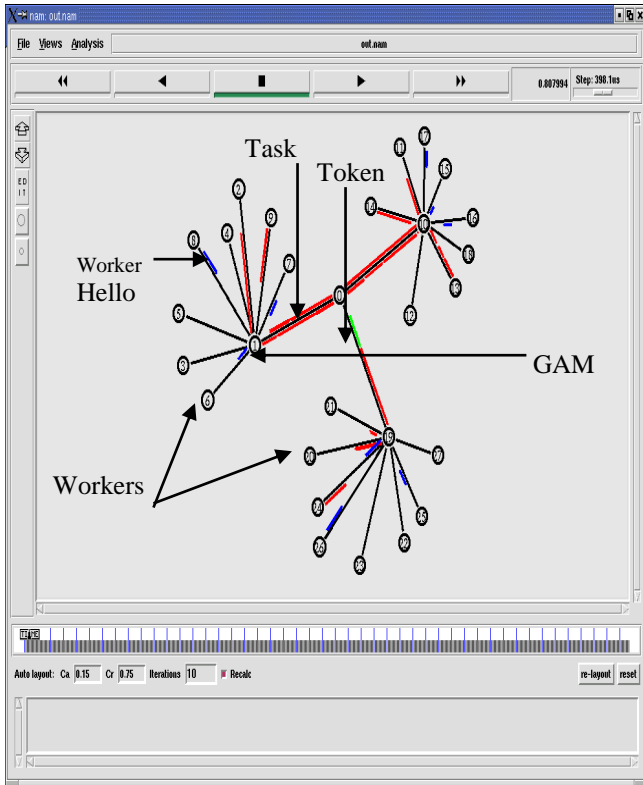 nam: out.nam
File Views Analysis out.nam
0.807994 Step: 398.1us
ED
IT
Task
Token
Worker
Hello
GAM
Workers
17
11
15
14
10
16
18
13
12
2
9
8
4
7
0
5
1
3
6
21
19
20
27
24
25
26
22
23
TIME
Auto layout: Ca 0.15 Cr 0.75 Iterations 10 Recalc re-layout reset